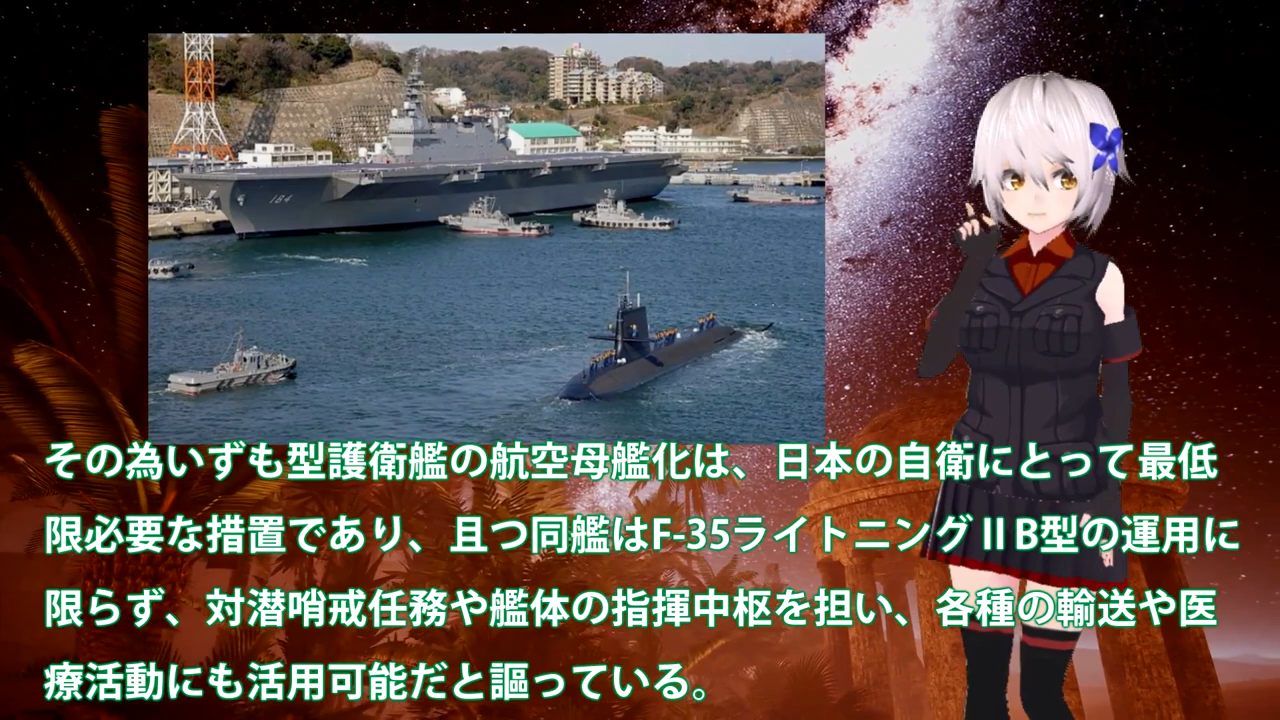 184
その為いずも型護衛艦の航空母艦化は、日本の自衛にとって最低
限必要な措置であり、且つ同艦はF-35ライトニングⅡB型の運用に
限らず、対潜哨戒任務や艦体の指揮中枢を担い、各種の輸送や医
療活動にも活用可能だと謳っている。